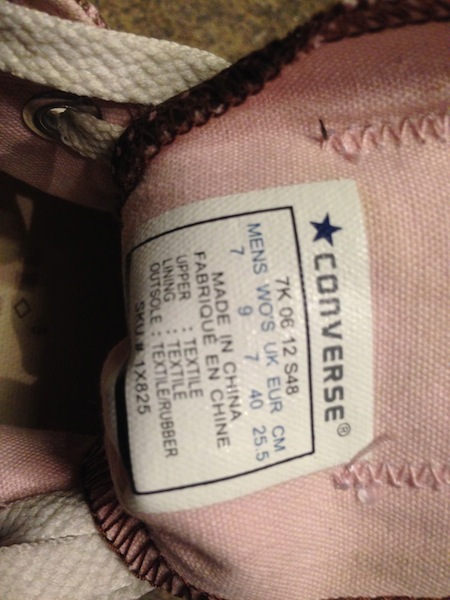 CONVERSE®
7K 06 12 S48
MENS WO'S UK EUR CM
7 9 7 40 25.5
MADE IN CHINA
FABRIQUÉ EN CHINE
UPPER : TEXTILE
LINING : TEXTILE
OUTSOLE : TEXTILE/RUBBER
SKU# 1X825